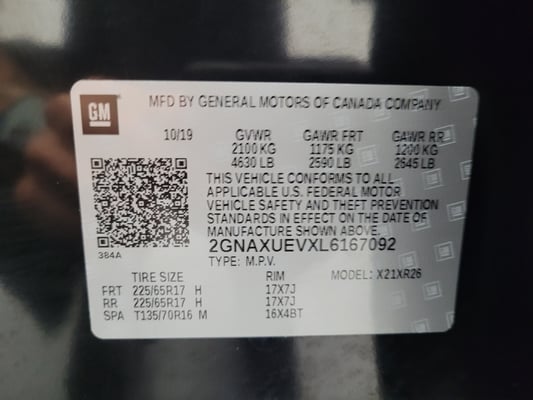 GM
MFD BY GENERAL MOTORS OF CANADA COMPANY
10/19 GVWR GAWR FRT GAWR RR
2100 KG 1175 KG 1200 KG
4630 LB 2590 LB 2645 LB
THIS VEHICLE CONFORMS TO ALL
APPLICABLE U.S. FEDERAL MOTOR
VEHICLE SAFETY AND THEFT PREVENTION
STANDARDS IN EFFECT ON THE DATE OF
MANUFACTURE SHOWN ABOVE.
2GNAXUEVXL6167092
384A
TYPE: M.P.V.
TIRE SIZE RIM MODEL: X21XR26
FRT 225/65R17 H 17X7J
RR 225/65R17 H 17X7J
SPA T135/70R16 M 16X4BT